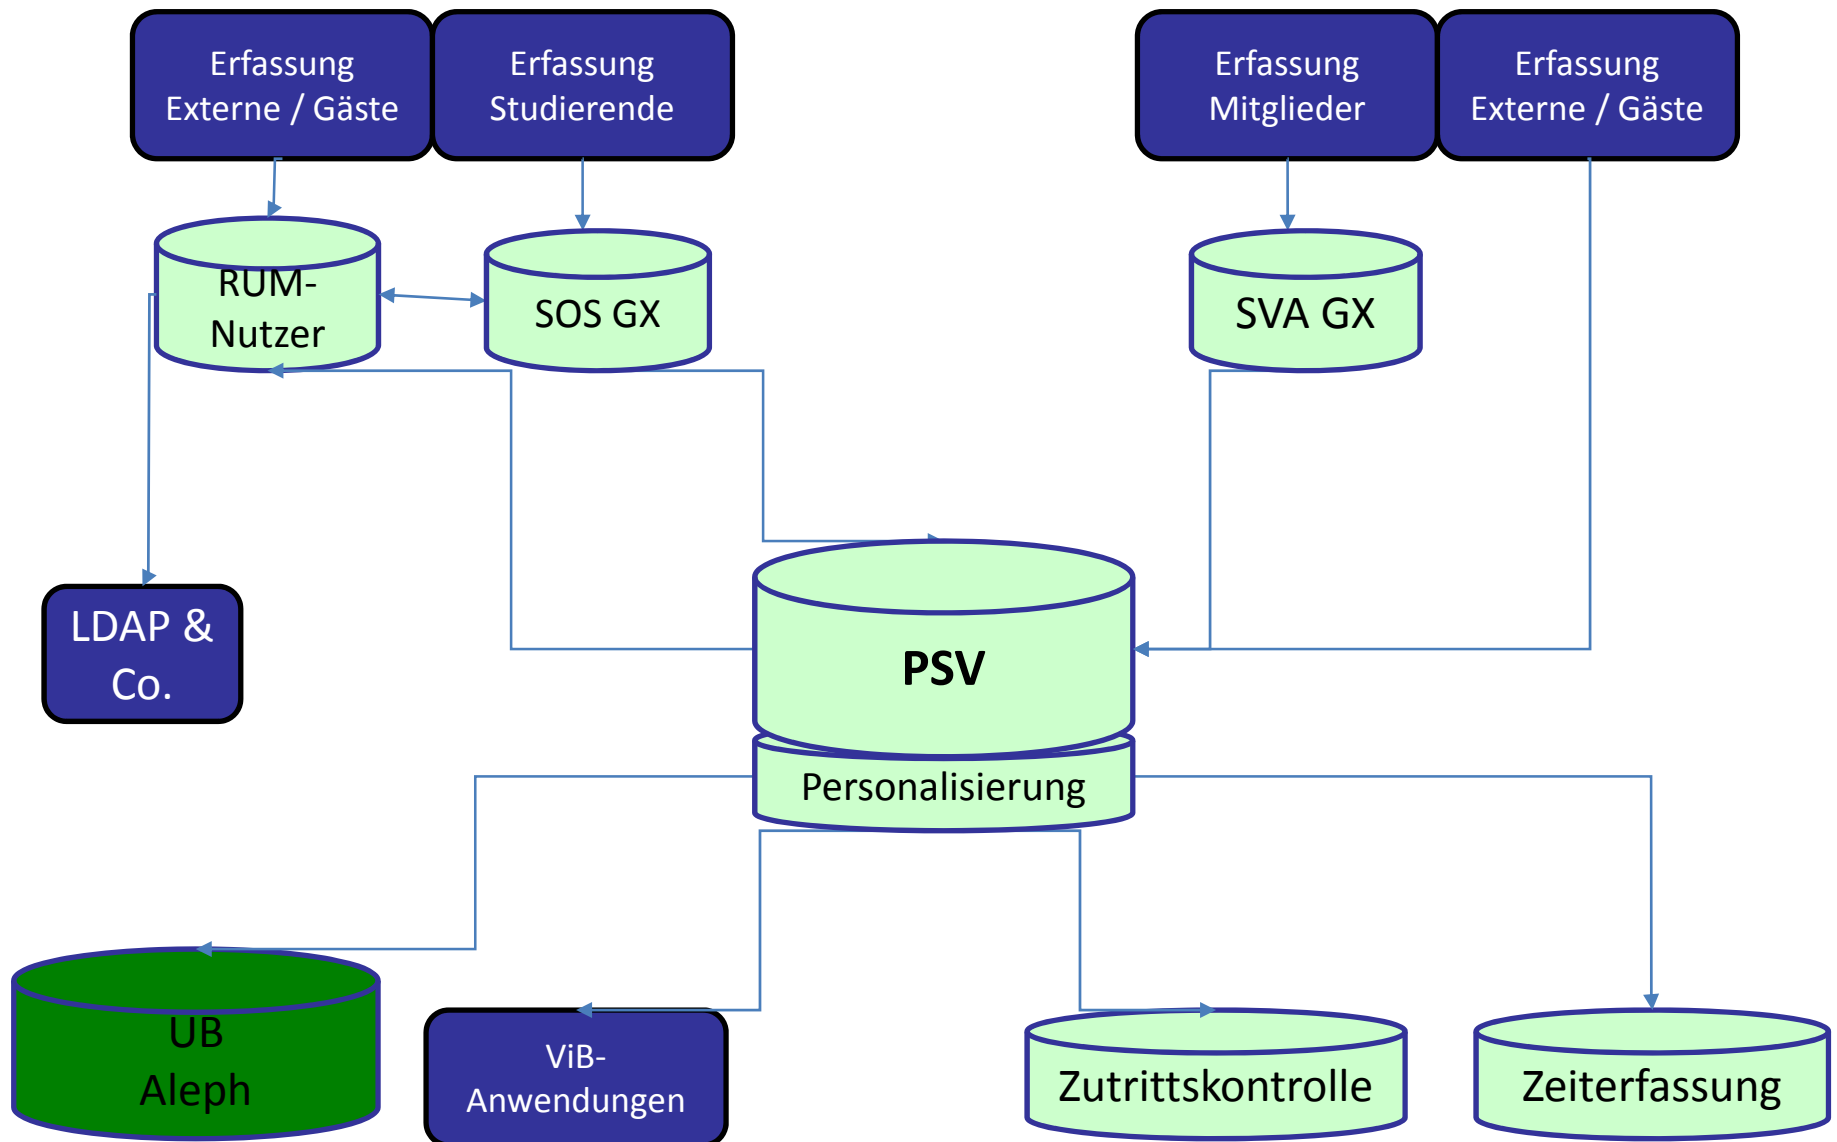 Erfassung
Externe / Gäste
Erfassung
Studierende
Erfassung
Mitglieder
Erfassung
Externe / Gäste
RUM-
Nutzer
SOS GX
SVA GX
LDAP &
Co.
PSV
Personalisierung
UB
Aleph
ViB-
Anwendungen
Zutrittskontrolle
Zeiterfassung